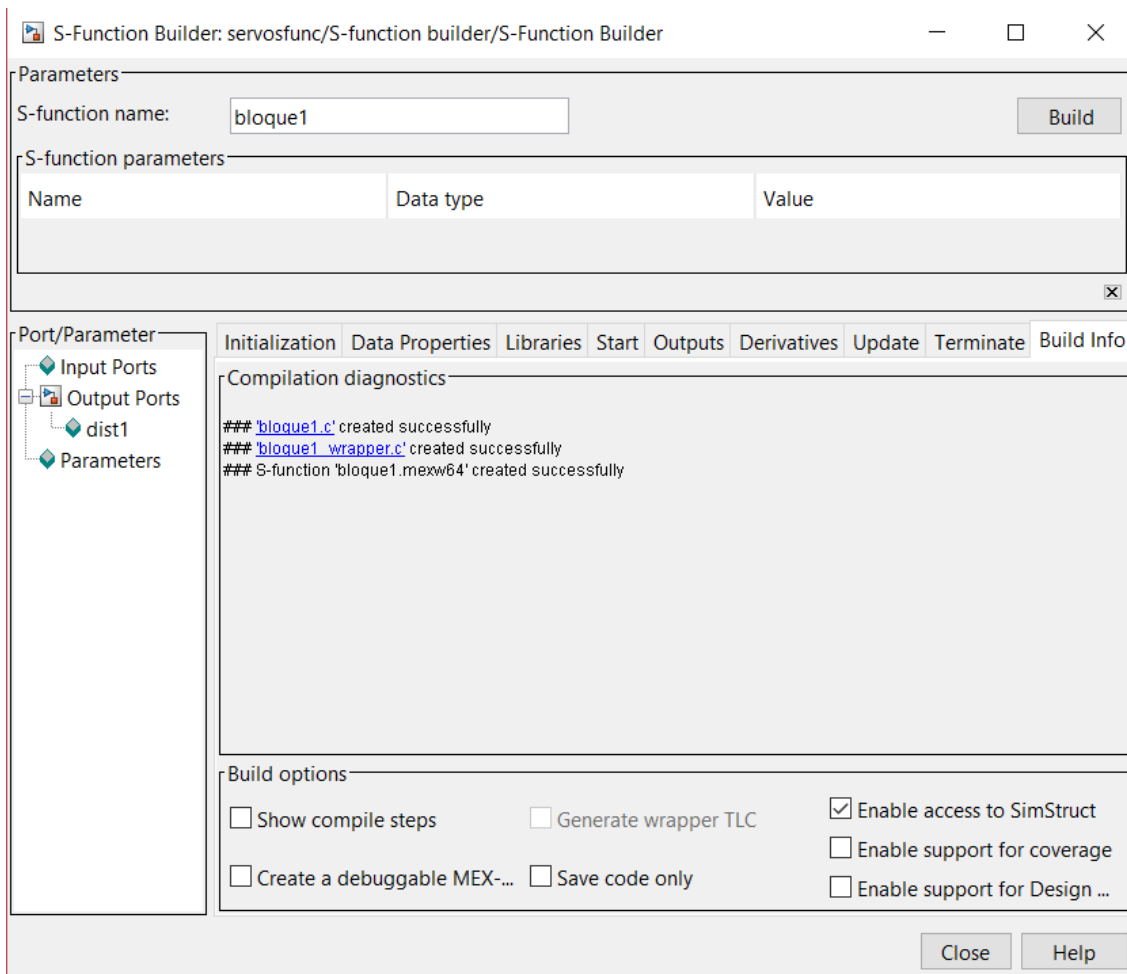 S-Function Builder: servosfunc/S-function builder/S-Function Builder
Parameters
S-function name: bloque1 Build
S-function parameters
Name Data type Value
Port/Parameter
Input Ports
Output Ports
dist1
Parameters
Initialization Data Properties Libraries Start Outputs Derivatives Update Terminate Build Info
Compilation diagnostics
### 'bloque1.c' created successfully
### 'bloque1_wrapper.c' created successfully
### S-function 'bloque1.mexw64' created successfully
Build options
Show compile steps Generate wrapper TLC Enable access to SimStruct
Enable support for coverage
Create a debuggable MEX-... Save code only
Enable support for Design ...
Close Help